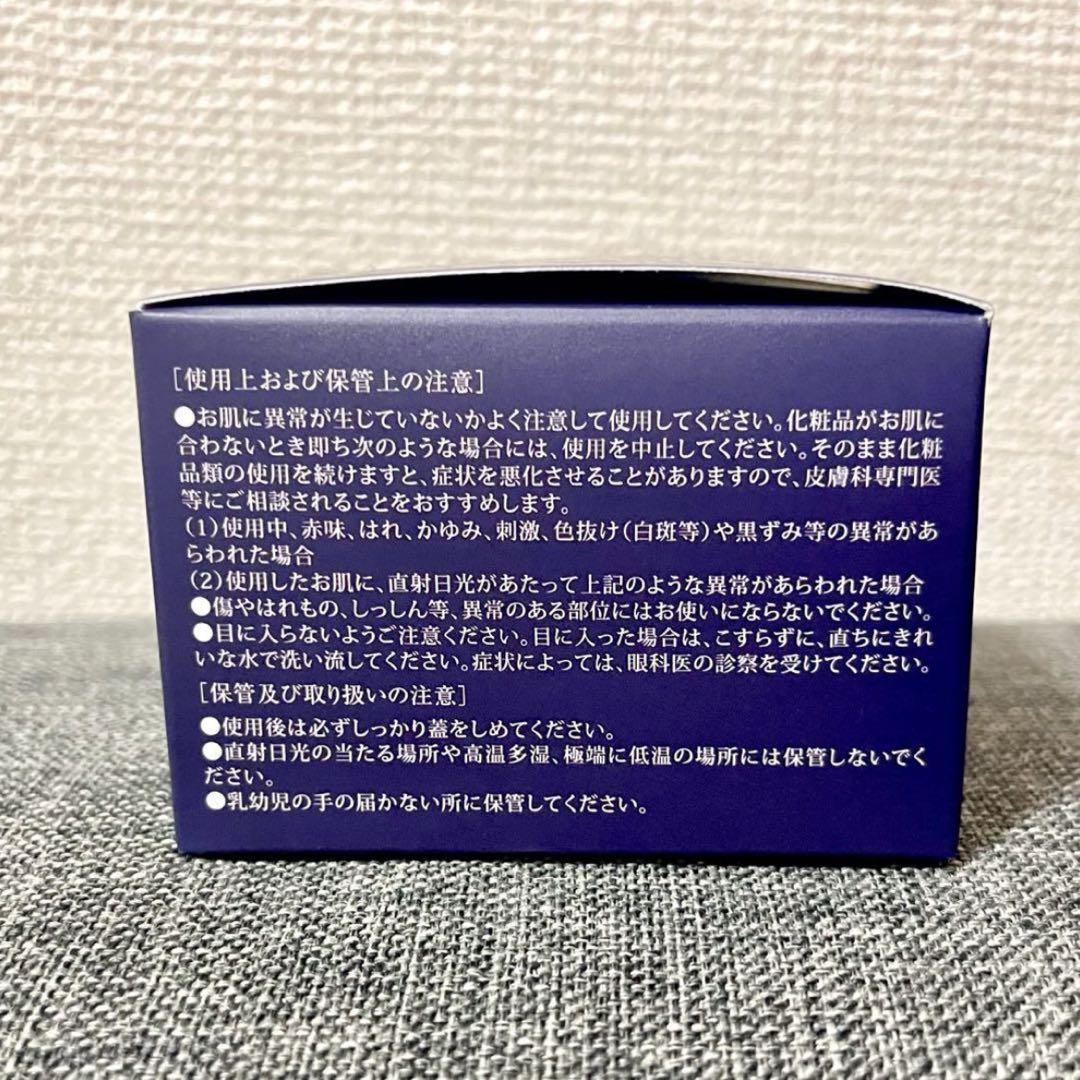 [使用上および保管上の注意]
●お肌に異常が生じていないかよく注意して使用してください。化粧品がお肌に
合わないとき即ち次のような場合には、使用を中止してください。そのまま化粧
品類の使用を続けますと、症状を悪化させることがありますので、皮膚科専門医
等にご相談されることをおすすめします。
(1)使用中、赤味、はれ、かゆみ、刺激、色抜け(白斑等)や黒ずみ等の異常があ
らわれた場合
(2)使用したお肌に、直射日光があたって上記のような異常があらわれた場合
●傷やはれもの、しっしん等、異常のある部位にはお使いにならないでください。
●目に入らないようご注意ください。目に入った場合は、こすらずに、直ちにきれ
いな水で洗い流してください。症状によっては、眼科医の診察を受けてください。
[保管及び取り扱いの注意]
●使用後は必ずしっかり蓋をしめてください。
●直射日光の当たる場所や高温多湿、極端に低温の場所には保管しないでく
ださい。
●乳幼児の手の届かない所に保管してください。